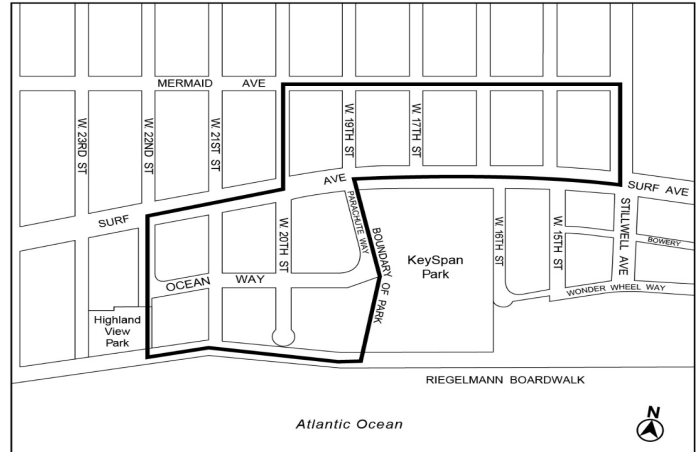 MERMAID AVE
W. 23RD ST
W. 22ND ST
W. 21ST ST
W. 19TH ST
W. 17TH ST
SURF AVE
SURF AVE
W. 20TH ST
PARACHUTE WAY
BOUNDARY OF PARK
KeySpan
Park
W. 16TH ST
W. 15TH ST
STILLWELL AVE
BOWERY
OCEAN WAY
WONDER WHEEL WAY
Highland
View
Park
RIEGELMANN BOARDWALK
Atlantic Ocean
N